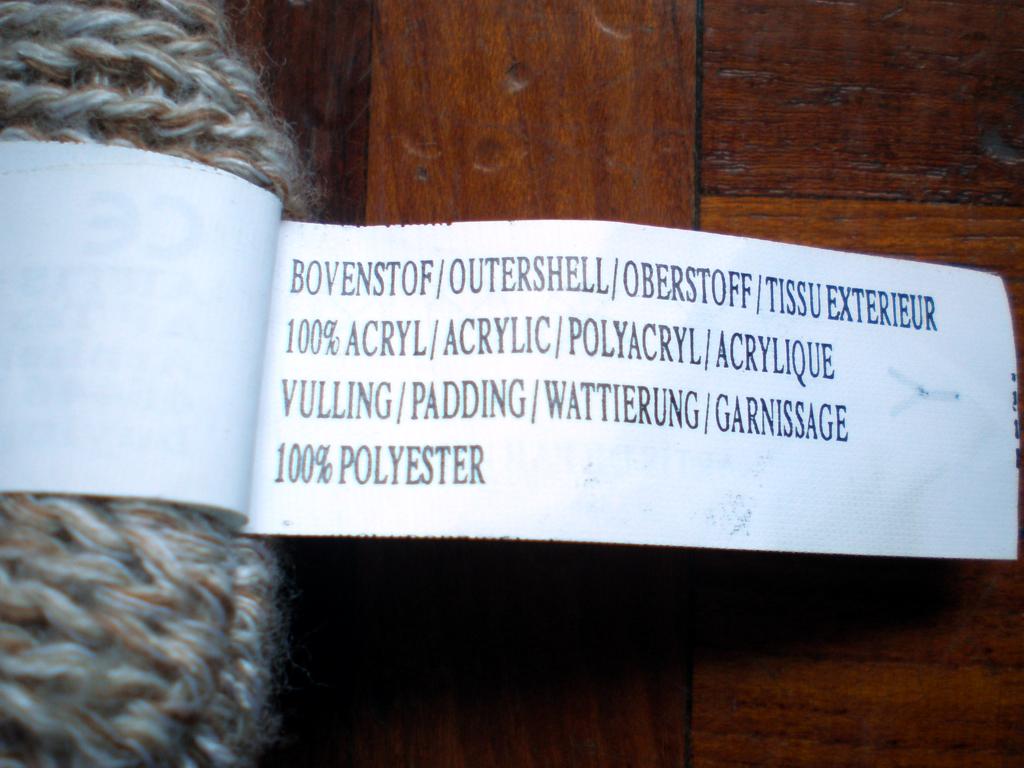 BOVENSTOF/OUTERSHELL/OBERSTOFF/TISSU EXTERIEUR
100% ACRYL/ACRYLIC/POLYACRYL/ACRYLIQUE
VULLING/PADDING/WATTIERUNG/GARNISSAGE
100% POLYESTER